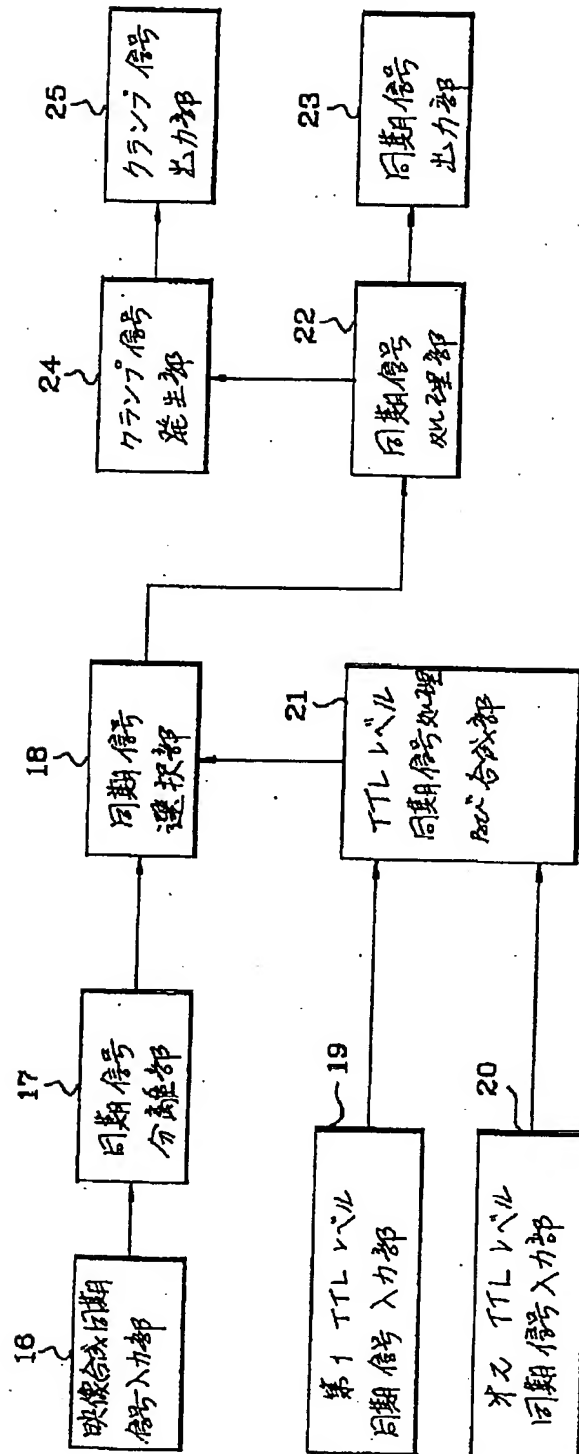 16
映像合成同期
信号入力部
17
同期信号
分離部
18
同期信号
選択部
第1 TTLレベル
同期信号入力部
19
オ2 TTLレベル
同期信号入力部
20
21
TTLレベル
同期信号処理
及び合成部
22
同期信号
処理部
23
同期信号
出力部
24
クランプ信号
発生部
25
クランプ信号
出力部